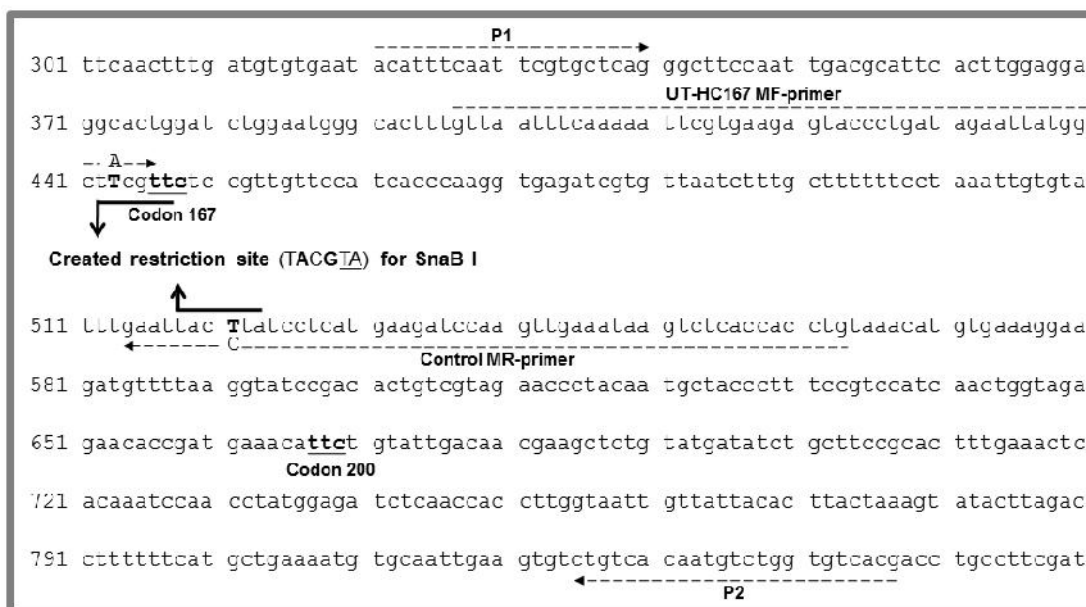 P1
301 ttcaactttg atgtgtgaat acatttcaat tcgtgctcag ggcttccaat tgacgcattc acttggagga
UT-HC167 MF-primer
371 ggcactggat ctggaatggg cactttgtta atttcaaaaa ttcgtgaaga gtaccctgat agaattatgg
A
441 ctTcgttctc cgttgttcca tcacccaagg tgagatcgtg ttaatctttg cttttttcct aaattgtgta
Codon 167
Created restriction site (TACGTA) for SnaB I
511 tttgaattac Ttatcctcat gaagatccaa gttgaaataa gtctcaccac cctgtaaacat gtgaaaggaa
C
Control MR-primer
581 gatgttttaa ggtatccgac actgtcgtag aaccctacaa tgctaccctt tccgtccatc aactggtaga
651 gaacaccgat gaaacattct gtattgacaa cgaagctctg tatgatatct gcttccgcac tttgaaactc
Codon 200
721 acaaatccaa cctatggaga tctcaaccac cttggtaatt gttattacac ttactaaagt atacttagac
791 ctttttttcat gctgaaaatg tgcaattgaa gtgtctgtca caatgtctgg tgtcacgacc tgccttcgat
P2